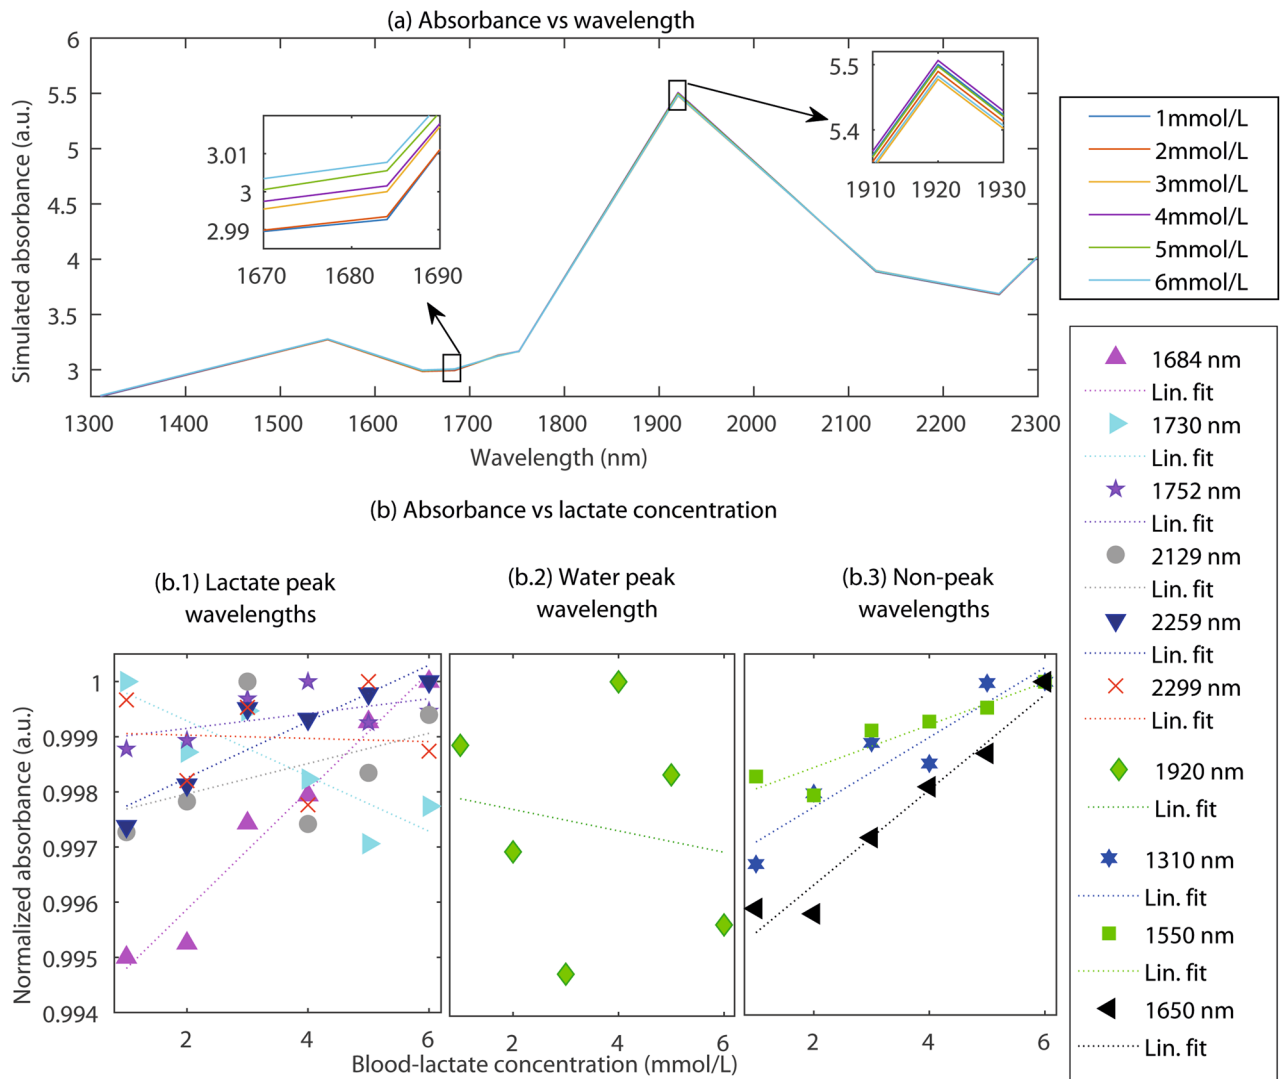 (a) Absorbance vs wavelength
6
5.5
5
4.5
4
3.5
3
Simulated absorbance (a.u.)
3.01
3
2.99
1670 1680 1690
5.5
5.4
1910 1920 1930
1300 1400 1500 1600 1700 1800 1900 2000 2100 2200 2300
Wavelength (nm)
1mmol/L
2mmol/L
3mmol/L
4mmol/L
5mmol/L
6mmol/L
(b) Absorbance vs lactate concentration
(b.1) Lactate peak
wavelengths
(b.2) Water peak
wavelength
(b.3) Non-peak
wavelengths
1
0.999
0.998
0.997
0.996
0.995
0.994
Normalized absorbance (a.u.)
2 4 6
2 4 6
2 4 6
Blood-lactate concentration (mmol/L)
1684 nm
Lin. fit
1730 nm
Lin. fit
1752 nm
Lin. fit
2129 nm
Lin. fit
2259 nm
Lin. fit
2299 nm
Lin. fit
1920 nm
Lin. fit
1310 nm
Lin. fit
1550 nm
Lin. fit
1650 nm
Lin. fit